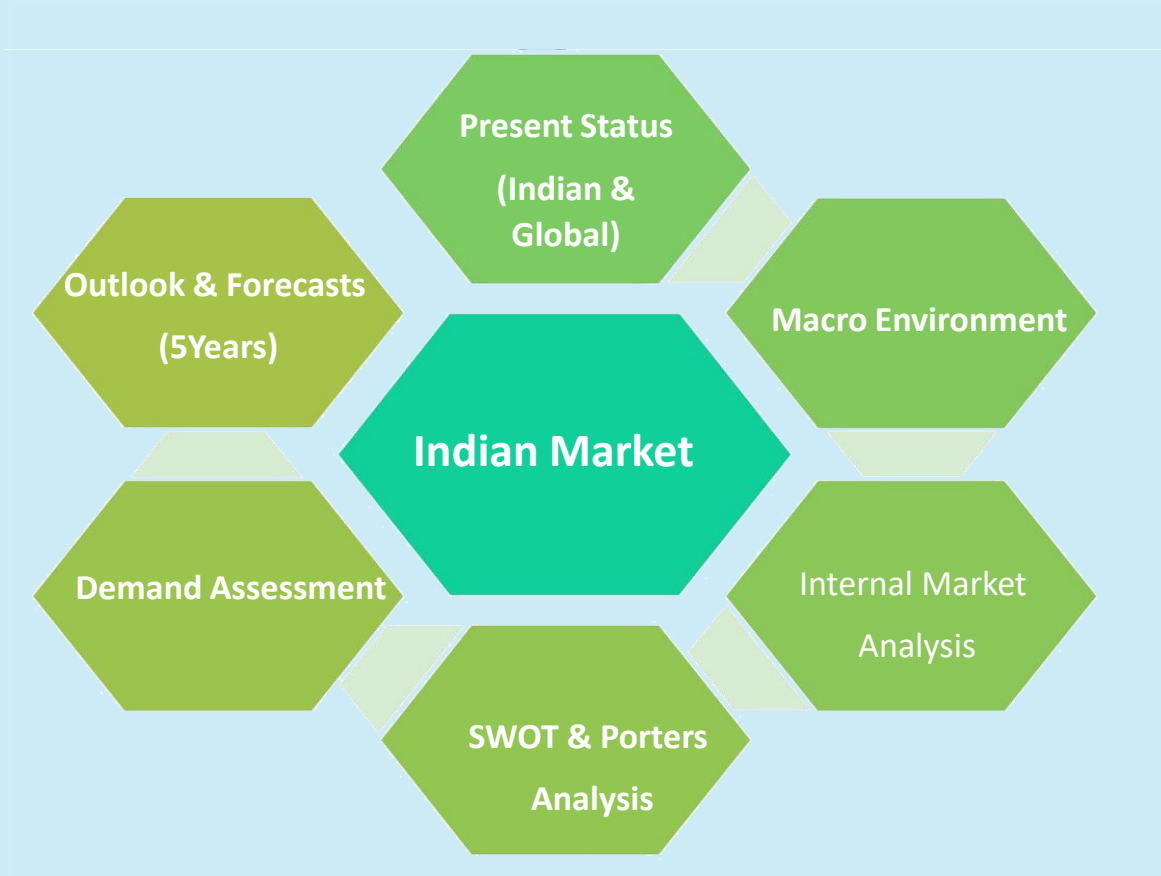 Present Status
(Indian &
Global)
Outlook & Forecasts
(5Years)
Macro Environment
Indian Market
Demand Assessment
Internal Market
Analysis
SWOT & Porters
Analysis